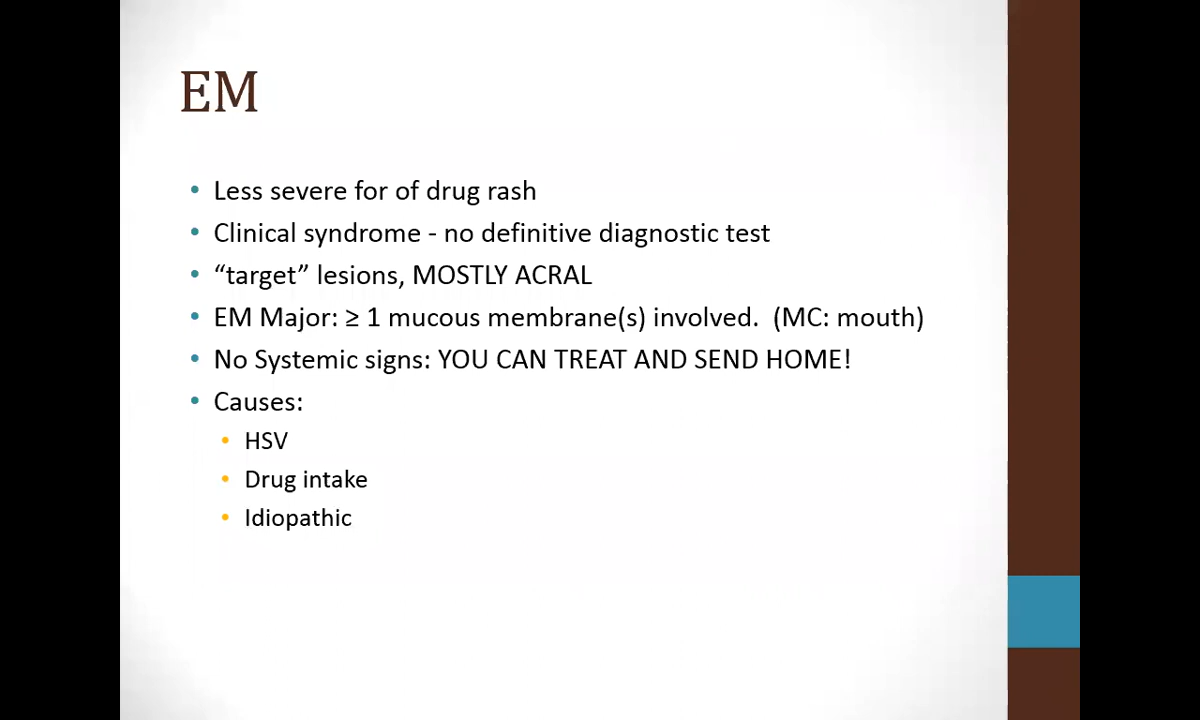 EM
• Less severe for of drug rash
• Clinical syndrome - no definitive diagnostic test
• “target” lesions, MOSTLY ACRAL
• EM Major: ≥ 1 mucous membrane(s) involved.  (MC: mouth)
• No Systemic signs: YOU CAN TREAT AND SEND HOME!
• Causes:
• HSV
• Drug intake
• Idiopathic